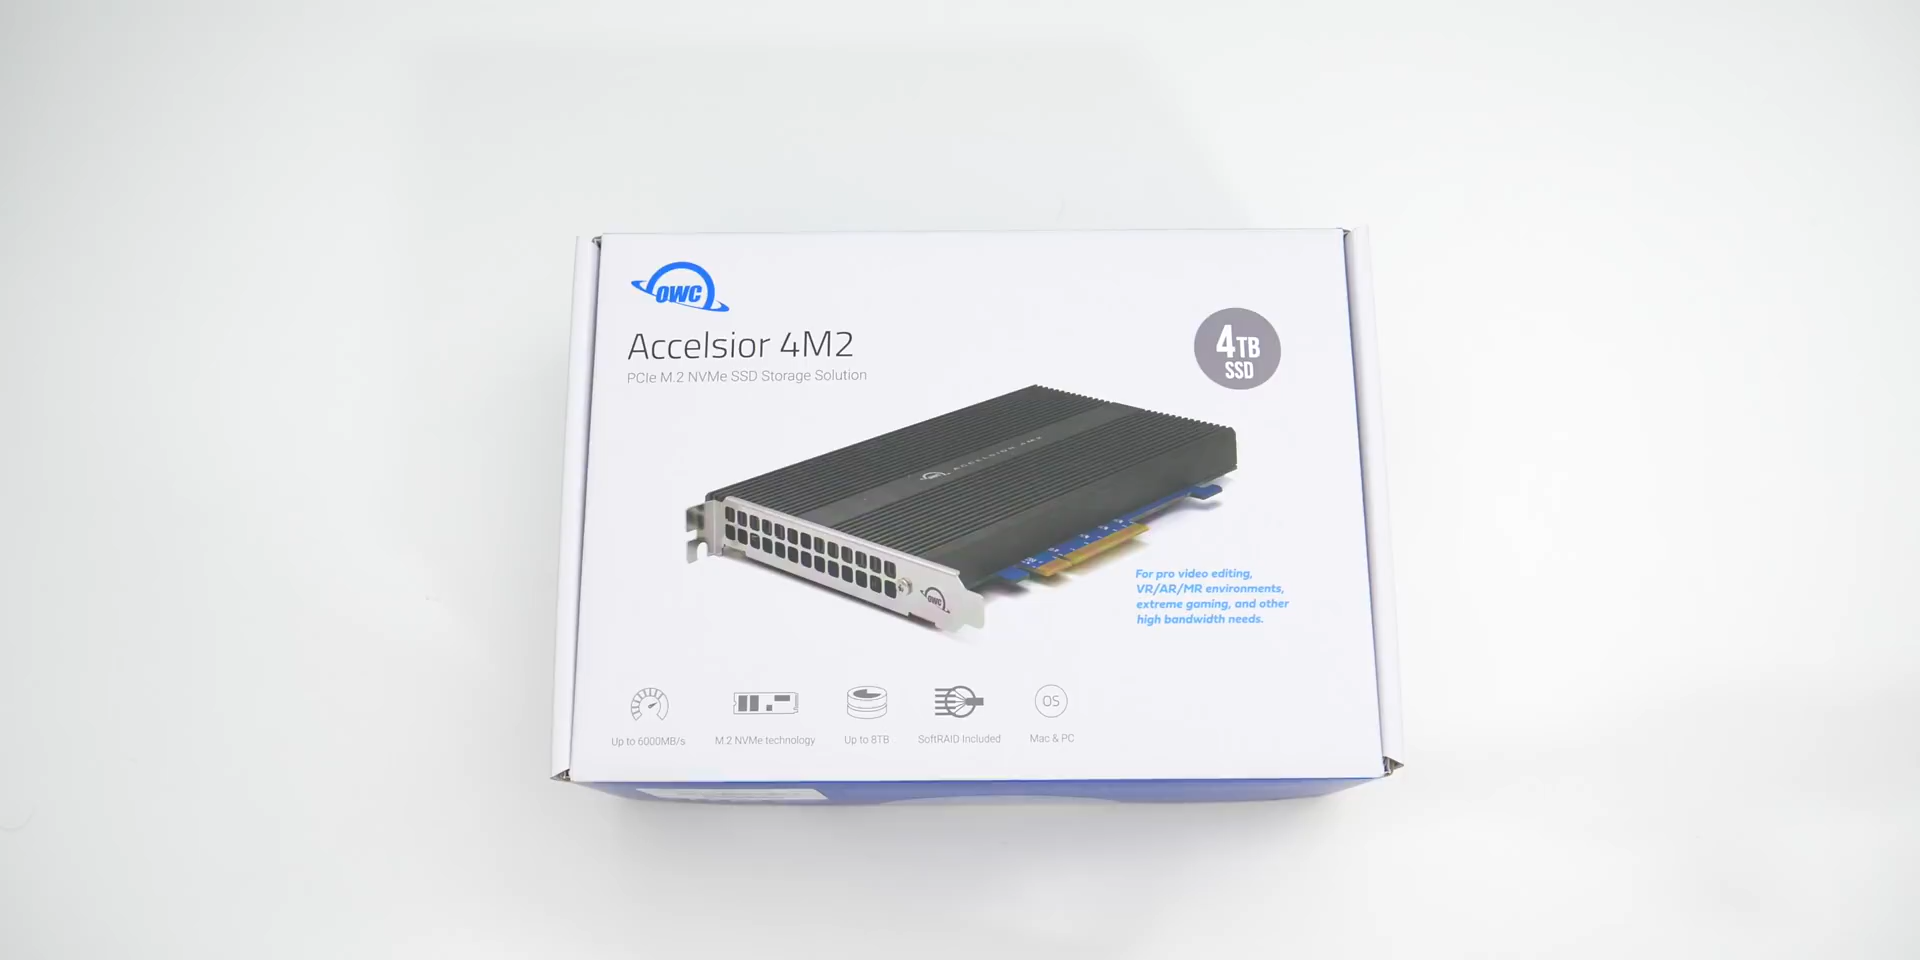 OWC
Accelsior 4M2
PCIe M.2 NVMe SSD Storage Solution
4TB
SSD
OWC ACCELSIOR 4M2
OWC
For pro video editing,
VR/AR/MR environments,
extreme gaming, and other
high bandwidth needs.
Up to 6000MB/s
M.2 NVMe technology
Up to 8TB
SoftRAID Included
OS
Mac & PC